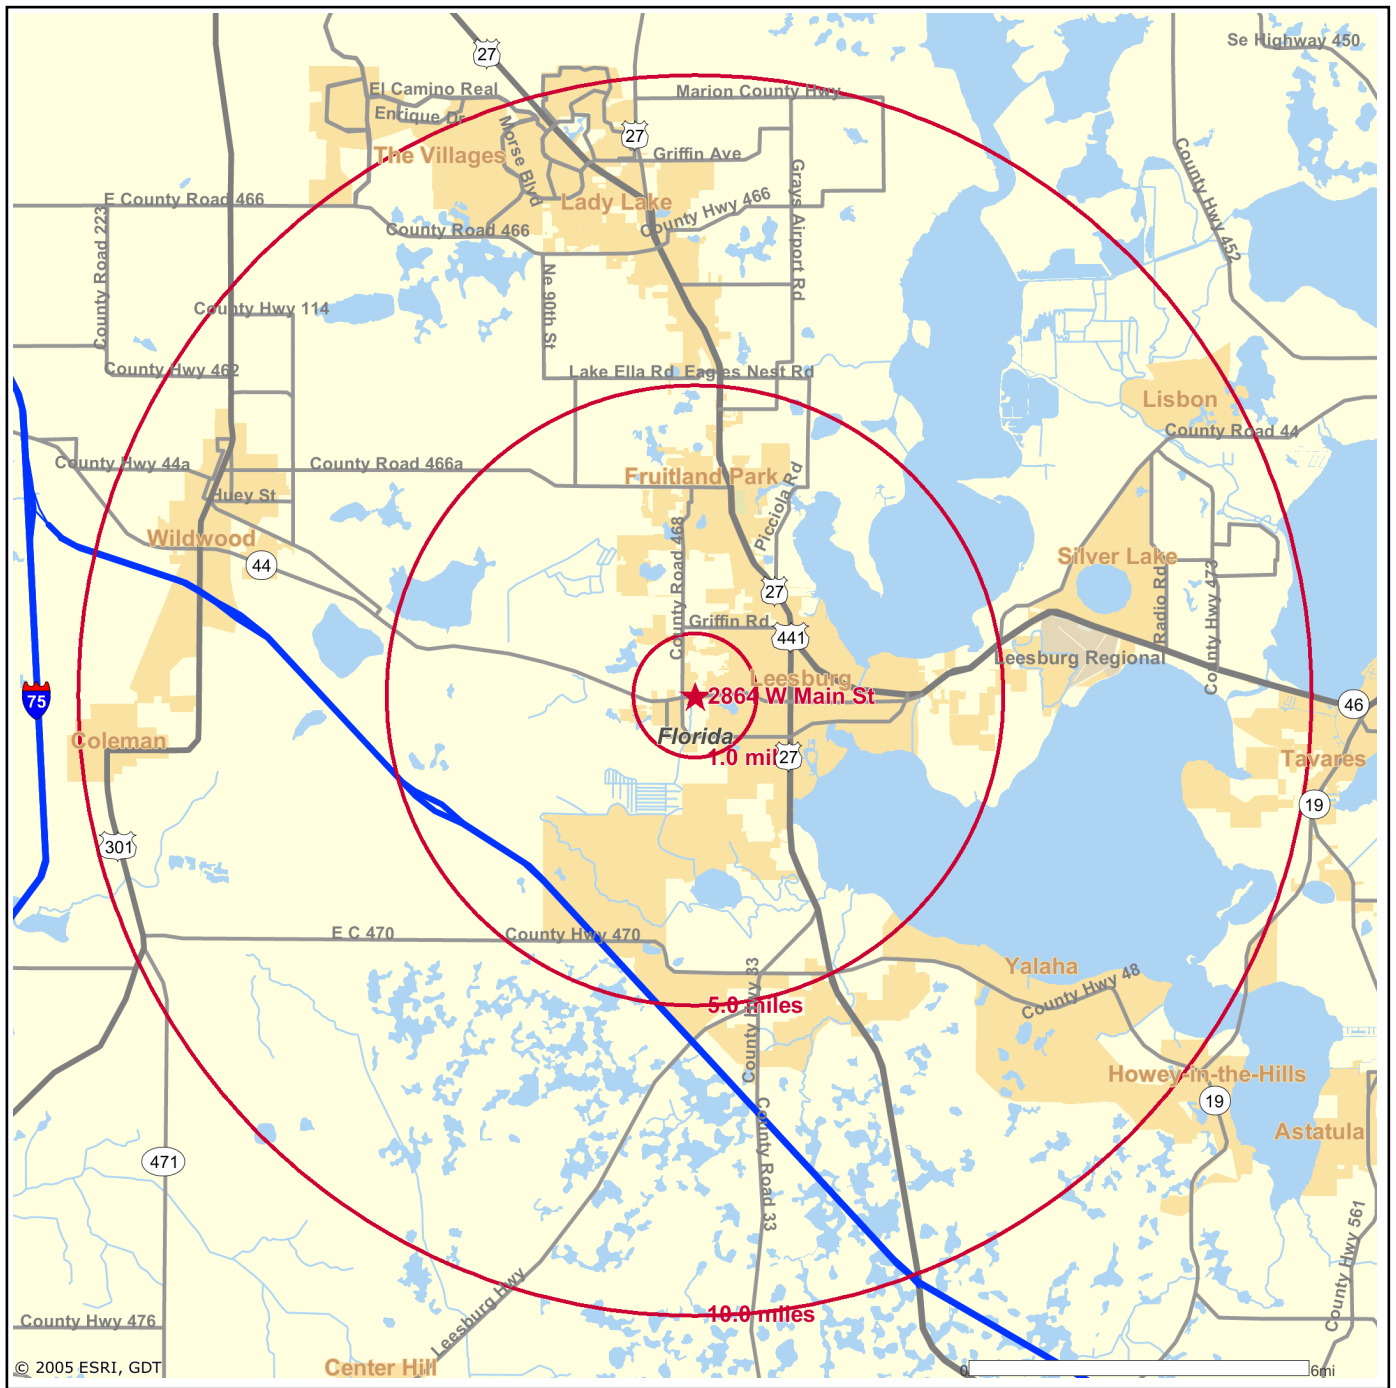 27
Se Highway 450
El Camino Real
Marion County Hwy
Enrique Dr
Morse Blvd
27
The Villages
Griffin Ave
County Hwy 452
Grays Airport Rd
E County Road 466
Lady Lake
County Hwy 466
County Road 223
County Road 466
Ne 90th St
County Hwy 114
County Hwy 462
Lake Ella Rd
Eagles Nest Rd
Lisbon
County Road 44
County Hwy 44a
County Road 466a
Fruitland Park
Picciola Rd
Huey St
Wildwood
County Road 468
Silver Lake
44
27
Radio Rd
County Hwy 473
Griffin Rd
441
Leesburg Regional
Leesburg
75
2864 W Main St
46
Coleman
Florida
1.0 mil
27
Tavares
19
301
E C 470
County Hwy 470
Yalaha
County Hwy 48
County Hwy 33
5.0 miles
Howey-in-the-Hills
19
Astatula
County Road 33
471
County Hwy 561
Leesburg Hwy
10.0 miles
County Hwy 476
Center Hill
© 2005 ESRI, GDT
0
6mi